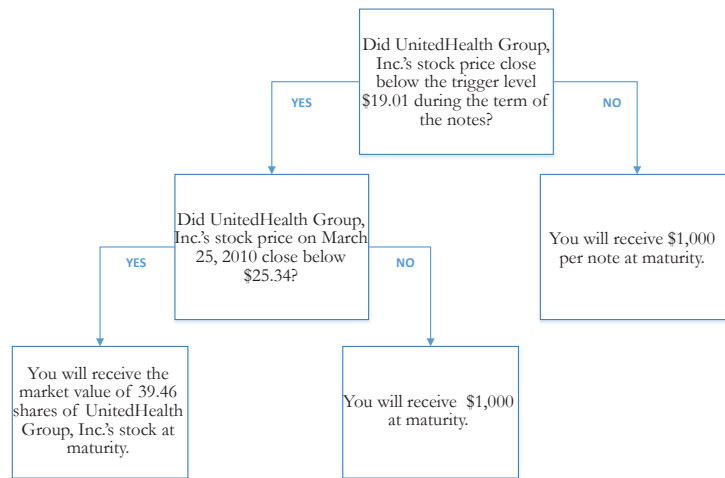 Did UnitedHealth Group,
Inc.'s stock price close
below the trigger level
$19.01 during the term of
the notes?
YES
NO
Did UnitedHealth Group,
Inc.'s stock price on March
25, 2010 close below
$25.34?
You will receive $1,000
per note at maturity.
YES
NO
You will receive the
market value of 39.46
shares of UnitedHealth
Group, Inc.'s stock at
maturity.
You will receive $1,000
at maturity.